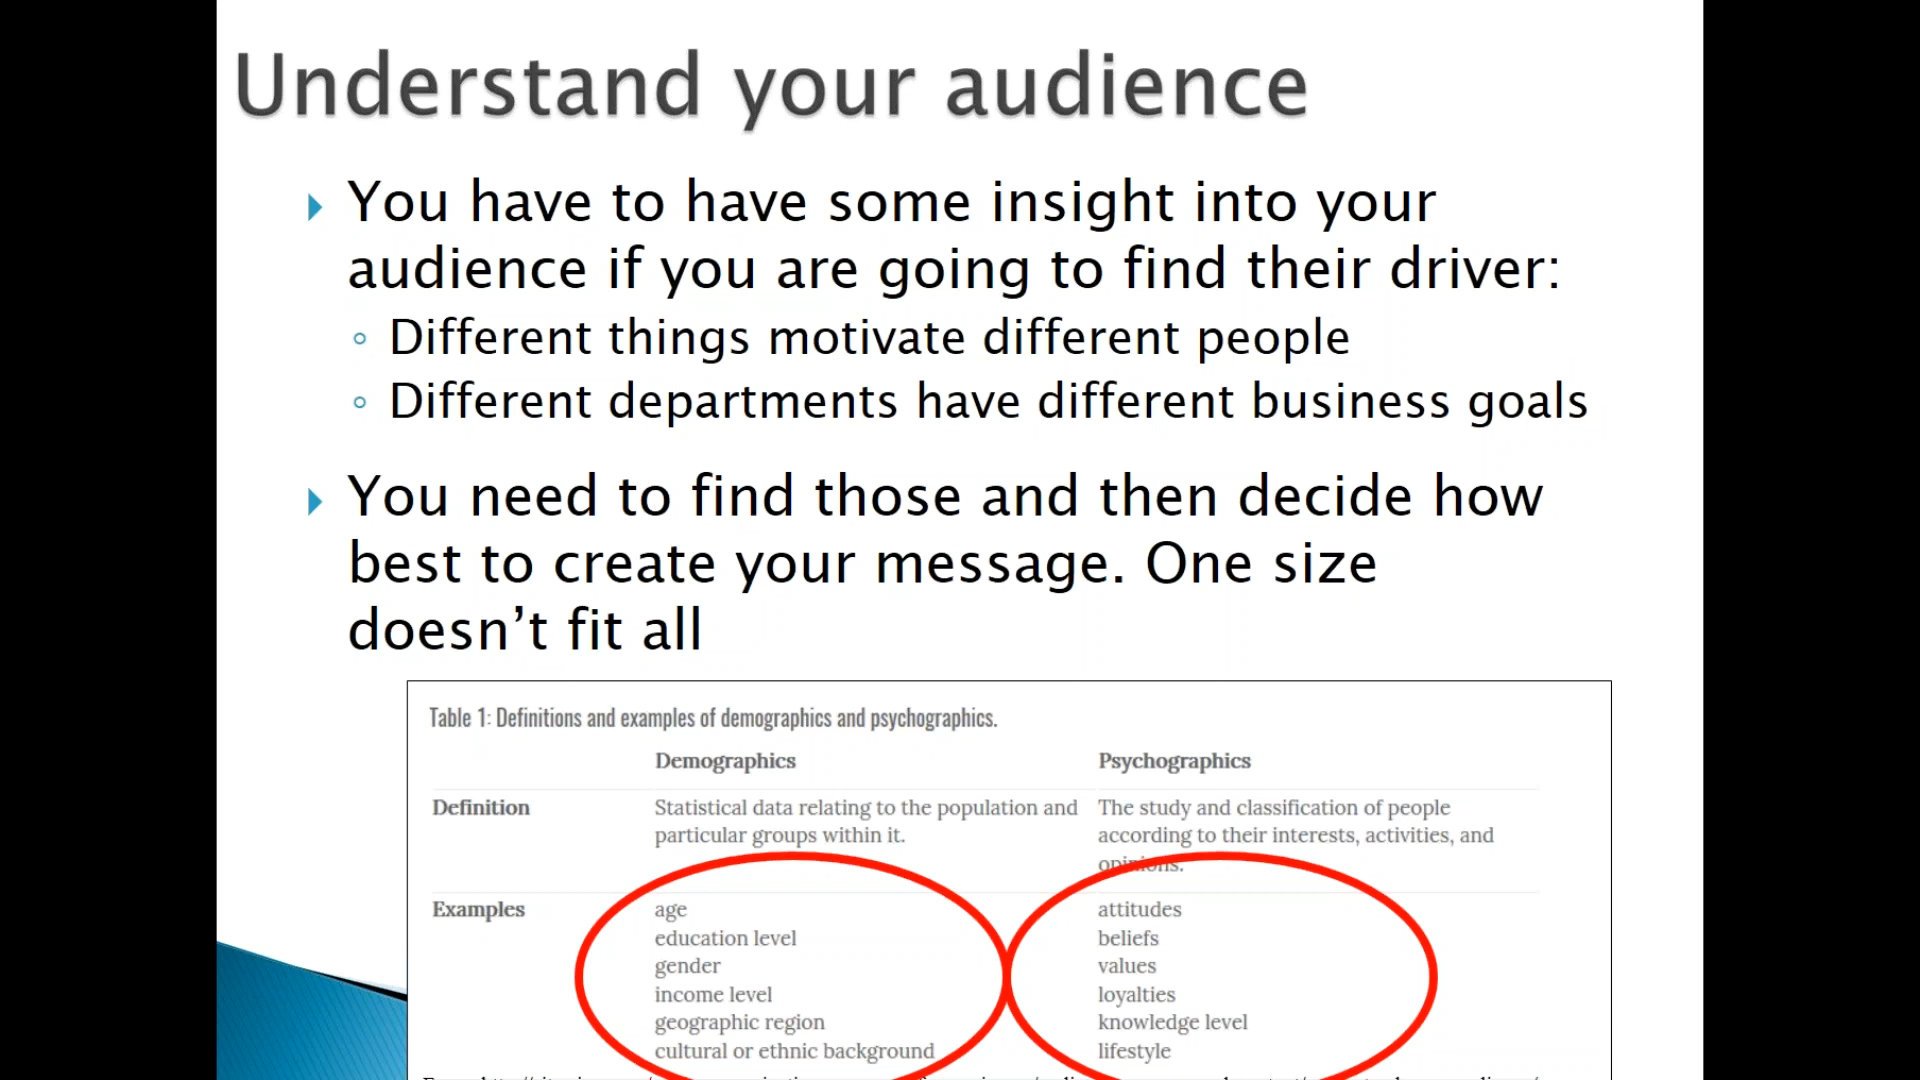 Understand your audience
You have to have some insight into your
audience if you are going to find their driver:
Different things motivate different people
Different departments have different business goals
You need to find those and then decide how
best to create your message. One size
doesn’t fit all
Table 1: Definitions and examples of demographics and psychographics.
Demographics Psychographics
Definition Statistical data relating to the population and The study and classification of people
particular groups within it. according to their interests, activities, and
opinions.
Examples age attitudes
education level beliefs
gender values
income level loyalties
geographic region knowledge level
cultural or ethnic background lifestyle